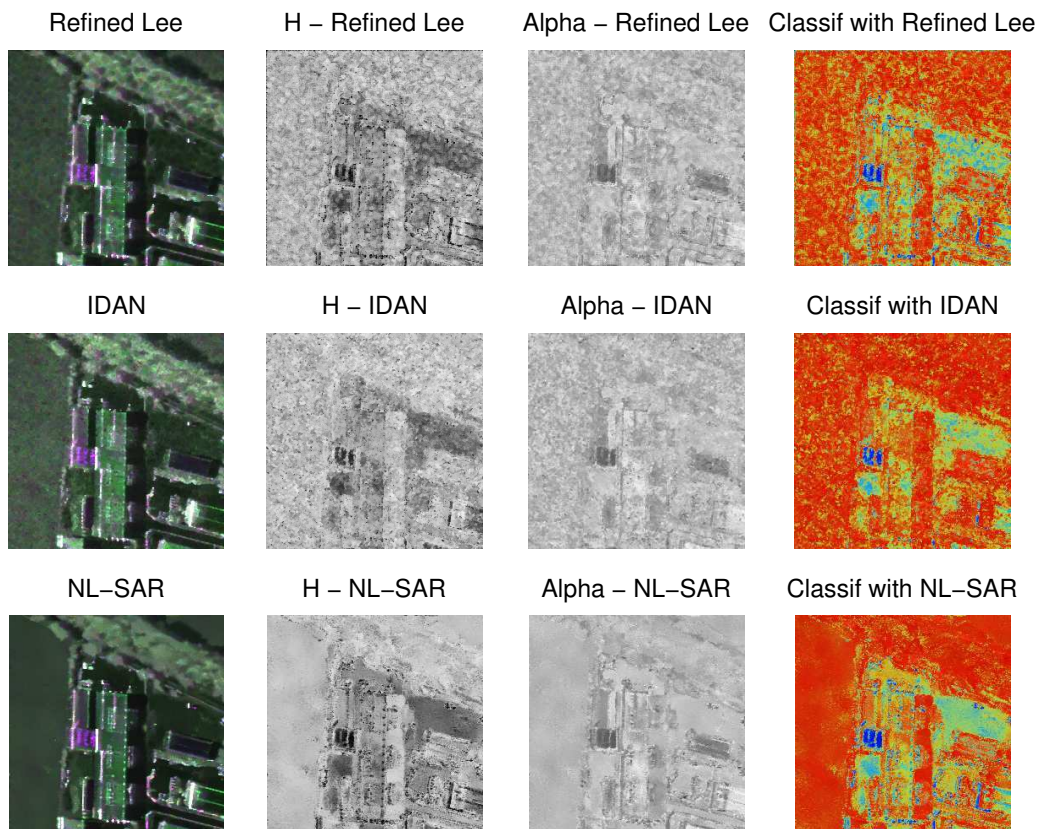 Refined Lee
H − Refined Lee
Alpha − Refined Lee
Classif with Refined Lee
IDAN
H − IDAN
Alpha − IDAN
Classif with IDAN
NL−SAR
H − NL−SAR
Alpha − NL−SAR
Classif with NL−SAR